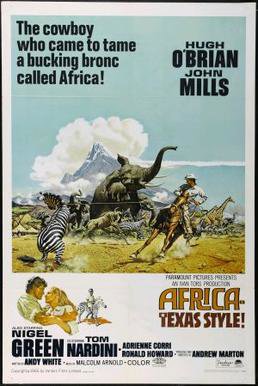 The cowboy
who came to tame
a bucking bronc
called Africa!
HUGH
O'BRIAN
JOHN
MILLS
PARAMOUNT PICTURES PRESENTS
AN IVAN TORS PRODUCTION
AFRICA-
TEXAS STYLE!
ALSO STARRING
NIGEL
GREEN
TOM
NARDINI
ADRIENNE CORRI
RONALD HOWARD
ANDREW MARTON
ANDY WHITE
MALCOLM ARNOLD
COLOR